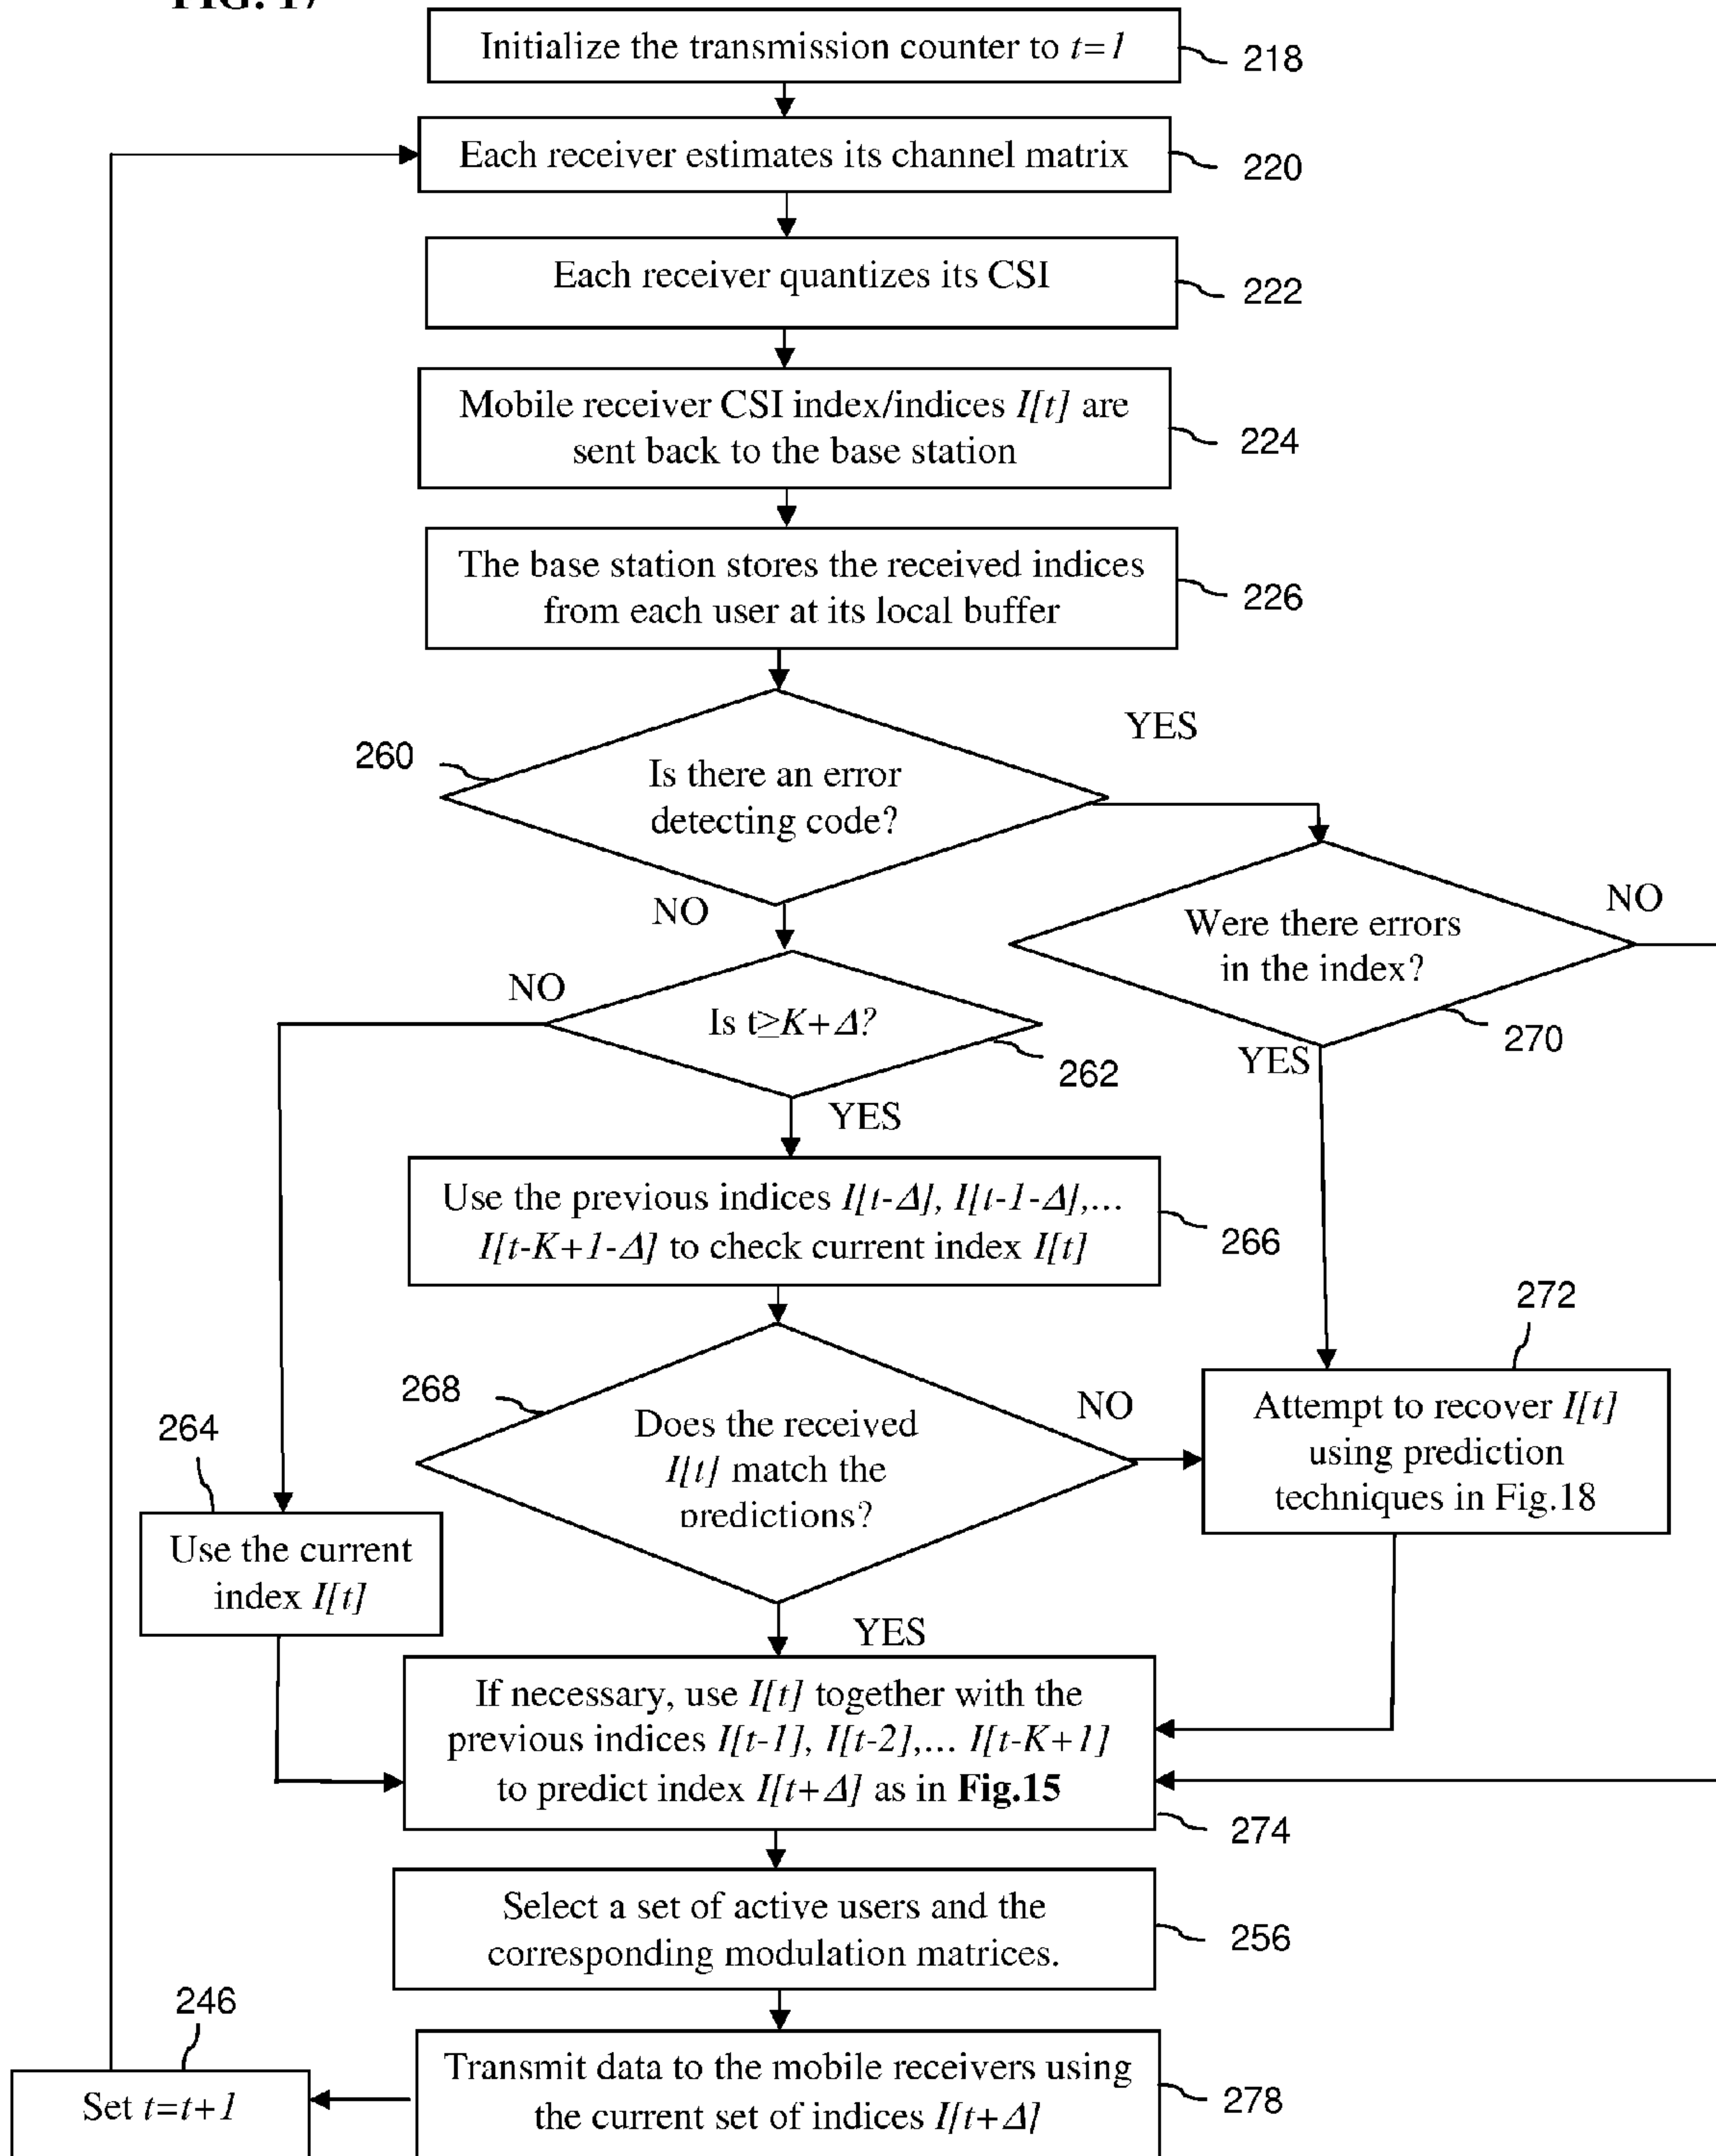 FIG. 17
Initialize the transmission counter to t=1
218
Each receiver estimates its channel matrix
220
Each receiver quantizes its CSI
222
Mobile receiver CSI index/indices I[t] are
sent back to the base station
224
The base station stores the received indices
from each user at its local buffer
226
260
Is there an error
detecting code?
YES
NO
Were there errors
in the index?
NO
270
YES
NO
Is t≥K+Δ?
262
YES
Use the previous indices I[t-Δ], I[t-1-Δ],...
I[t-K+1-Δ] to check current index I[t]
266
268
Does the received
I[t] match the
predictions?
NO
272
Attempt to recover I[t]
using prediction
techniques in Fig.18
264
Use the current
index I[t]
YES
If necessary, use I[t] together with the
previous indices I[t-1], I[t-2],... I[t-K+1]
to predict index I[t+Δ] as in Fig.15
274
Select a set of active users and the
corresponding modulation matrices.
256
246
Set t=t+1
Transmit data to the mobile receivers using
the current set of indices I[t+Δ]
278